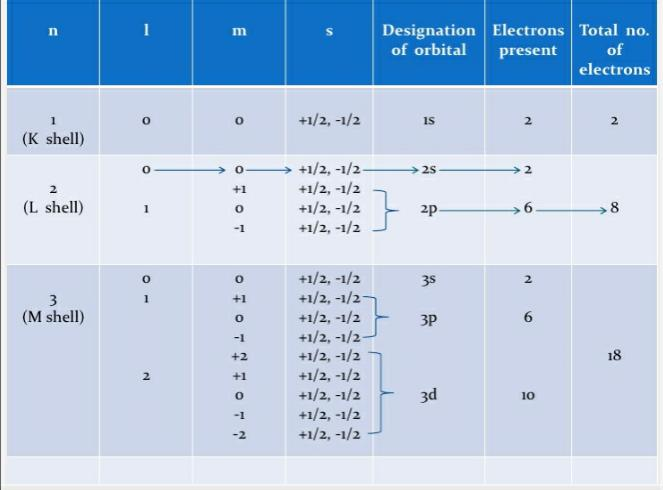 n l m s Designation of orbital Electrons present Total no. of electrons
1 (K shell) 0 0 +1/2, -1/2 1s 2 2
0 0 +1/2, -1/2 2s 2
2 (L shell) +1 +1/2, -1/2
1 0 +1/2, -1/2 2p 6 8
-1 +1/2, -1/2
0 0 +1/2, -1/2 3s 2
3 (M shell) 1 +1 +1/2, -1/2
0 +1/2, -1/2 3p 6
-1 +1/2, -1/2
+2 +1/2, -1/2 18
2 +1 +1/2, -1/2
0 +1/2, -1/2 3d 10
-1 +1/2, -1/2
-2 +1/2, -1/2